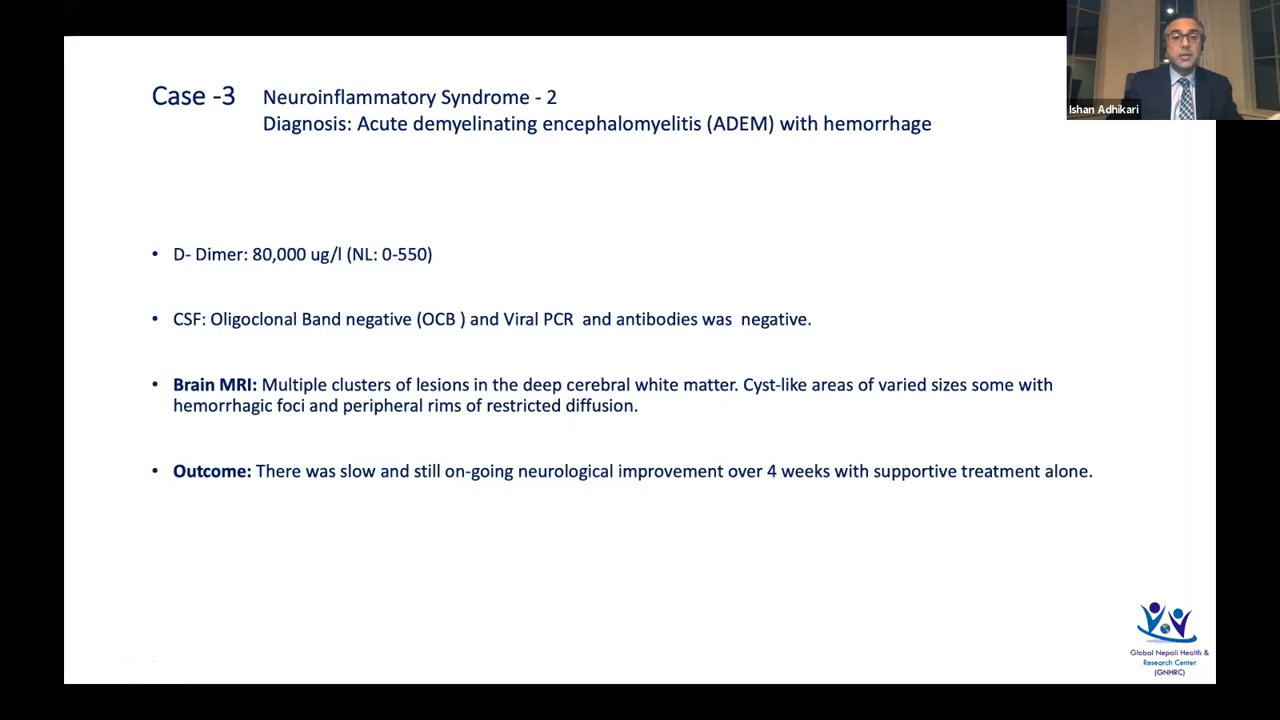 Ishan Adhikari
Case -3 Neuroinflammatory Syndrome - 2
Diagnosis: Acute demyelinating encephalomyelitis (ADEM) with hemorrhage
• D- Dimer: 80,000 ug/l (NL: 0-550)
• CSF: Oligoclonal Band negative (OCB ) and Viral PCR and antibodies was negative.
• Brain MRI: Multiple clusters of lesions in the deep cerebral white matter. Cyst-like areas of varied sizes some with
hemorrhagic foci and peripheral rims of restricted diffusion.
• Outcome: There was slow and still on-going neurological improvement over 4 weeks with supportive treatment alone.
Global Nepali Health &
Research Center
(GNHRC)